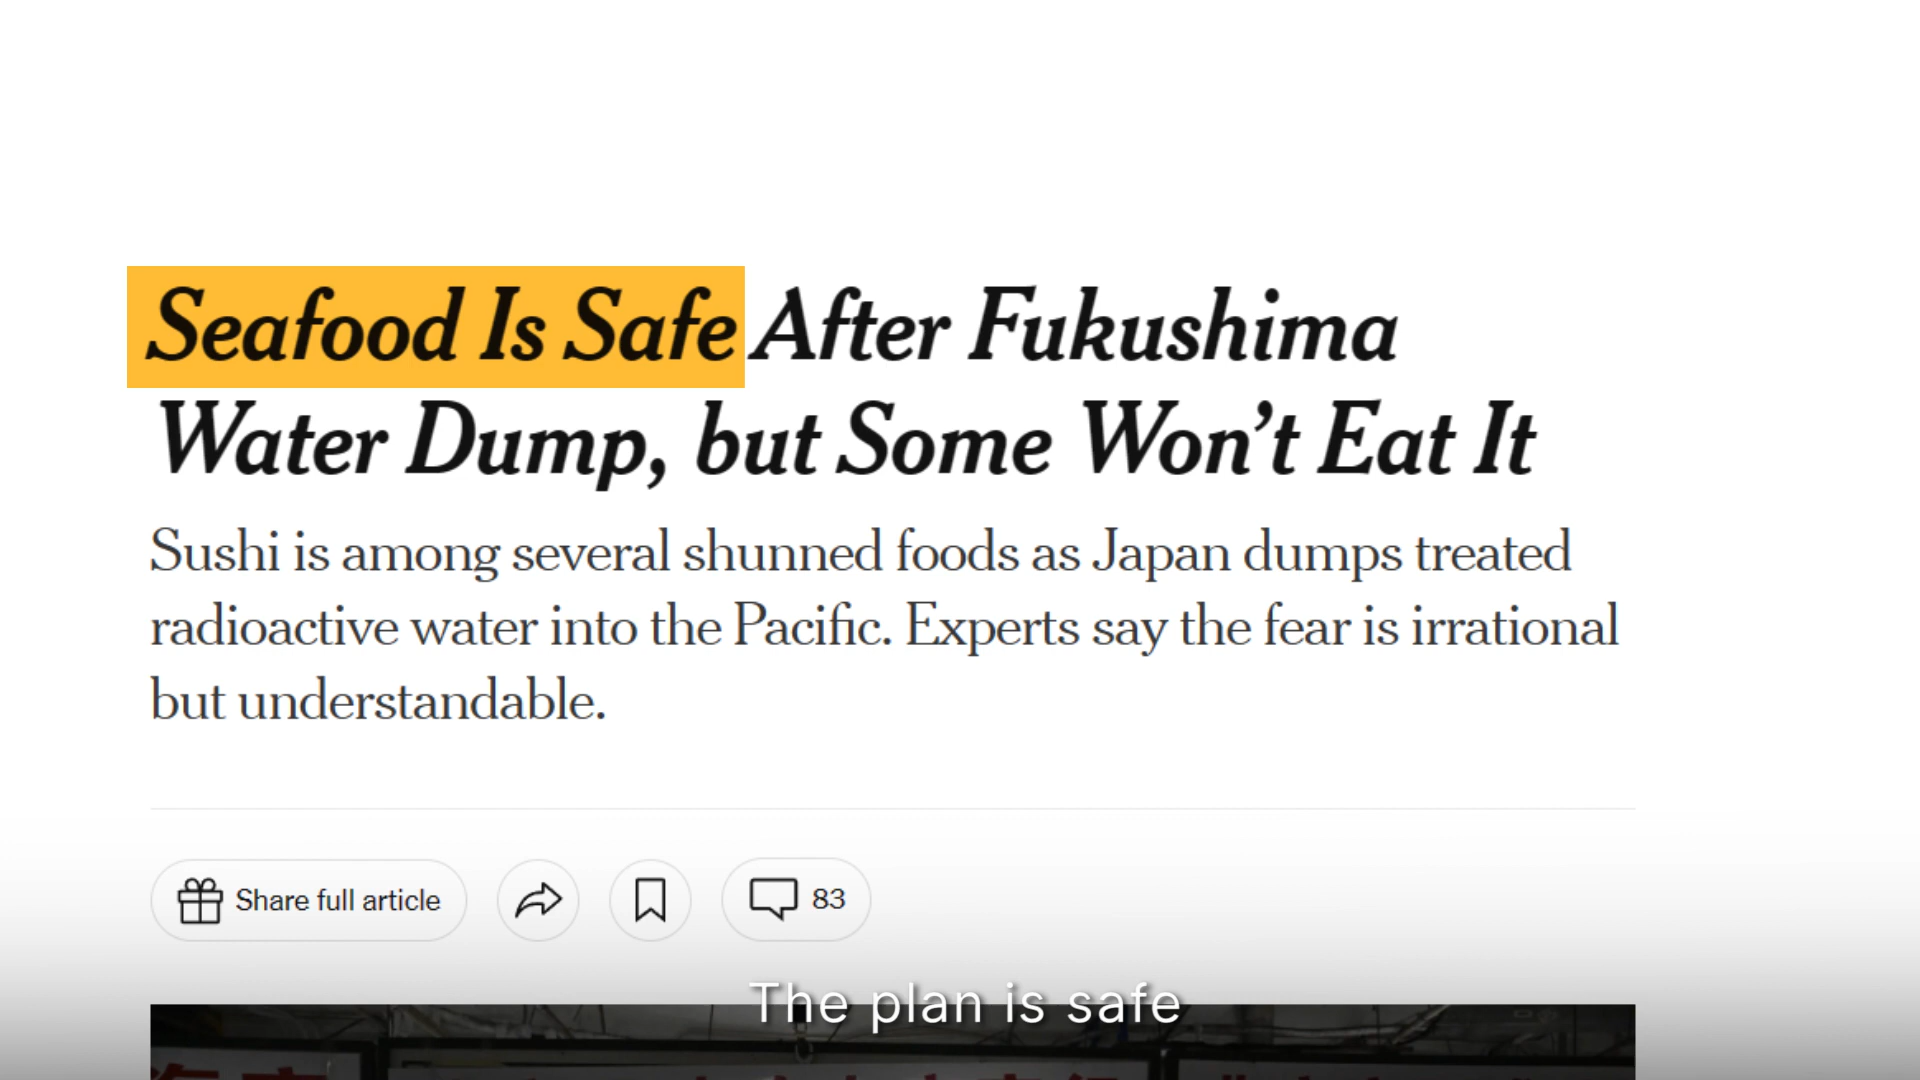 Seafood Is Safe After Fukushima
Water Dump, but Some Won’t Eat It
Sushi is among several shunned foods as Japan dumps treated
radioactive water into the Pacific. Experts say the fear is irrational
but understandable.
Share full article
83
The plan is safe